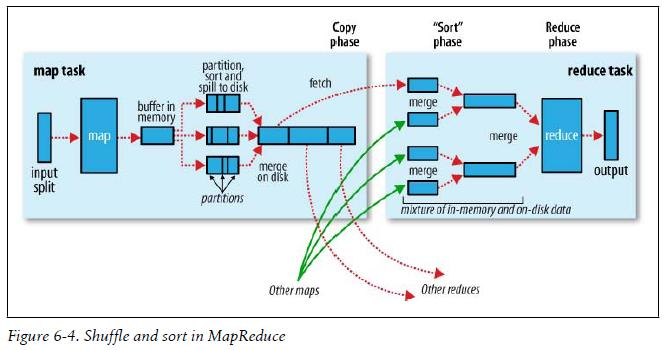 Copy
phase
"Sort"
phase
Reduce
phase
map task
partition,
sort and
spill to disk
fetch
reduce task
buffer in
memory
map
merge
merge
reduce
input
split
merge
on disk
merge
output
partitions
mixture of in-memory and on-disk data
Other maps
Other reduces
Figure 6-4. Shuffle and sort in MapReduce